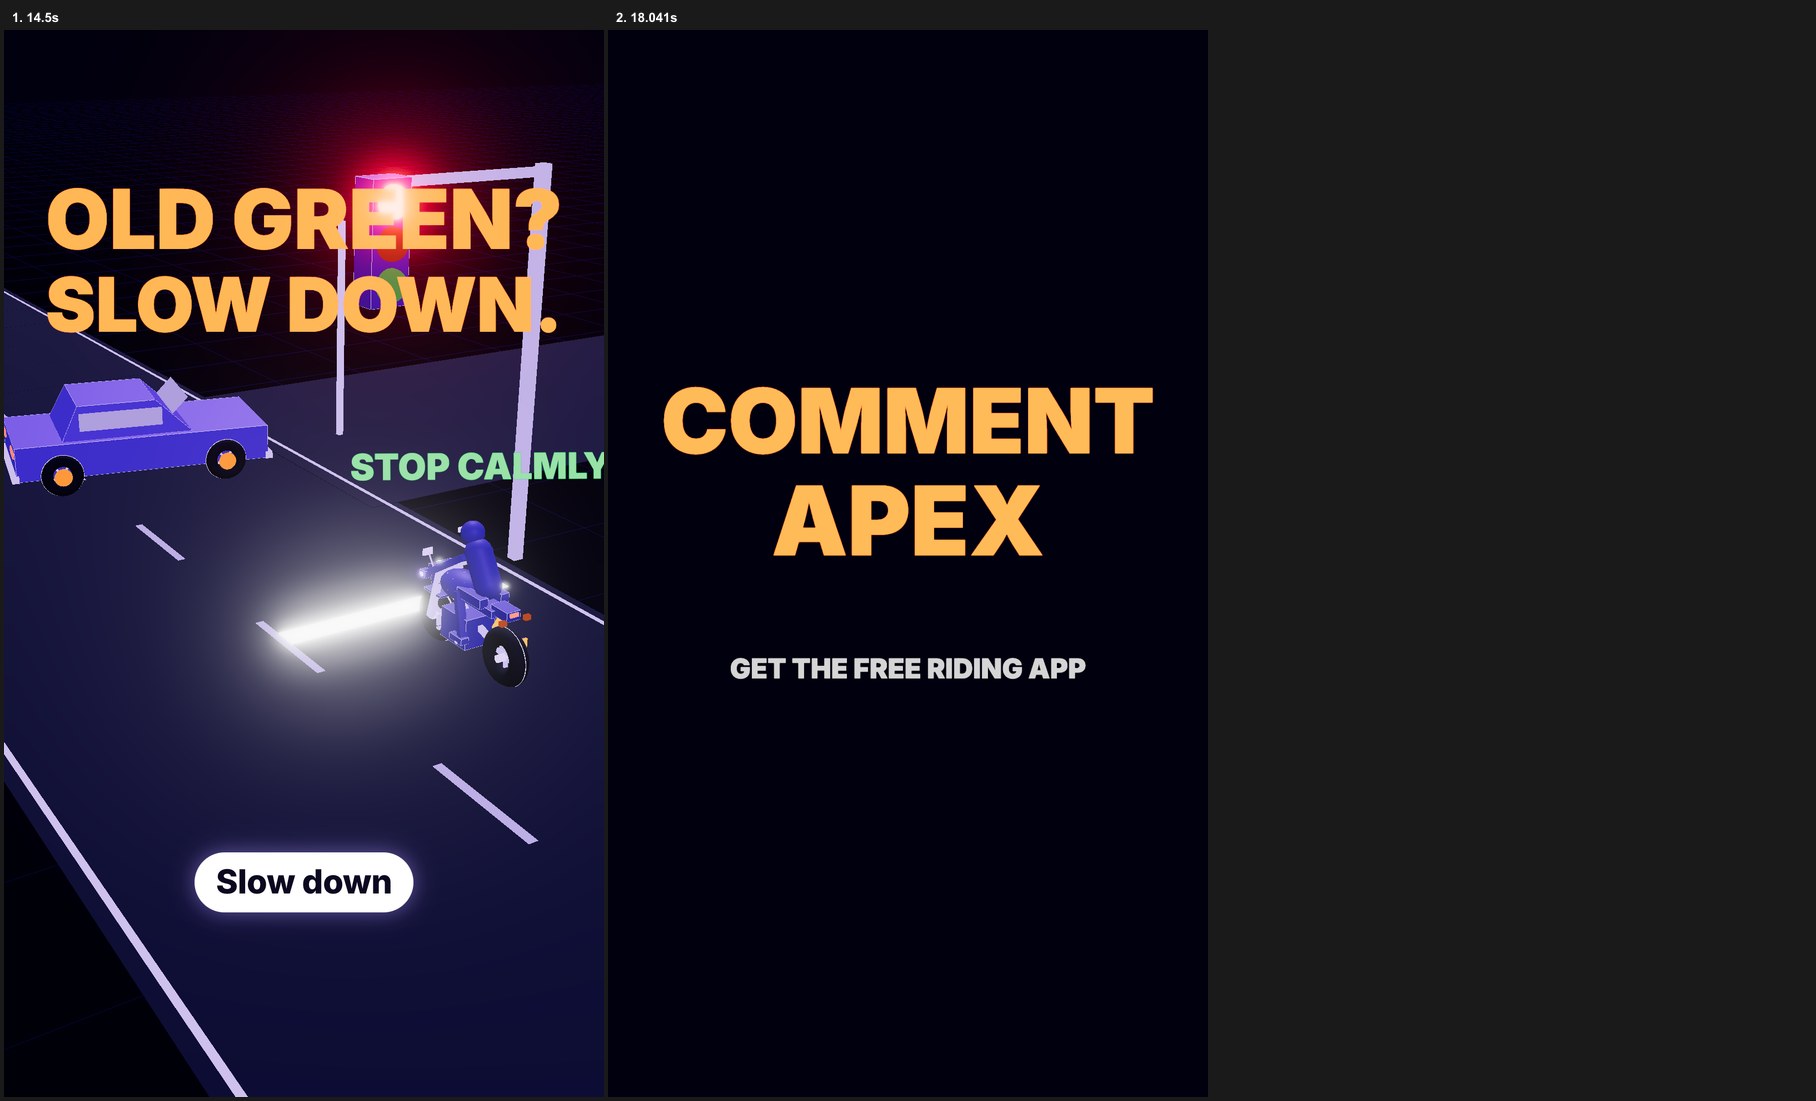 1. 14.5s
OLD GREEN?
SLOW DOWN.
STOP CALMLY
Slow down
2. 18.041s
COMMENT
APEX
GET THE FREE RIDING APP